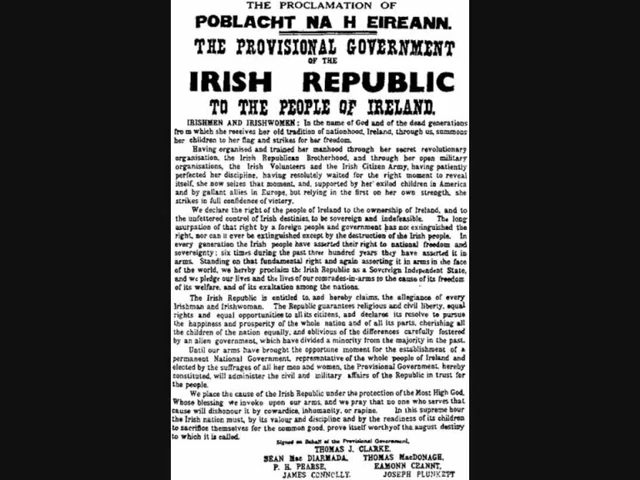 THE PROCLAMATION OF
POBLACHT NA H EIREANN.
THE PROVISIONAL GOVERNMENT
OF THE
IRISH REPUBLIC
TO THE PEOPLE OF IRELAND.
IRISHMEN AND IRISHWOMEN: In the name of God and of the dead generations
from which she receives her old tradition of nationhood, Ireland, through us, summons
her children to her flag and strikes for her freedom.
Having organised and trained her manhood through her secret revolutionary
organisation, the Irish Republican Brotherhood, and through her open military
organisations, the Irish Volunteers and the Irish Citizen Army, having patiently
perfected her discipline, having resolutely waited for the right moment to reveal
itself, she now seizes that moment, and, supported by her exiled children in America
and by gallant allies in Europe, but relying in the first on her own strength, she
strikes in full confidence of victory.
We declare the right of the people of Ireland to the ownership of Ireland, and to
the unfettered control of Irish destinies, to be sovereign and indefeasible. The long
usurpation of that right by a foreign people and government has not extinguished the
right, nor can it ever be extinguished except by the destruction of the Irish people. In
every generation the Irish people have asserted their right to national freedom and
sovereignty; six times during the past three hundred years they have asserted it in
arms. Standing on that fundamental right and again asserting it in arms in the face
of the world, we hereby proclaim the Irish Republic as a Sovereign Independent State,
and we pledge our lives and the lives of our comrades-in-arms to the cause of its freedom
of its welfare, and of its exaltation among the nations.
The Irish Republic is entitled to, and hereby claims, the allegiance of every
Irishman and Irishwoman. The Republic guarantees religious and civil liberty, equal
rights and equal opportunities to all its citizens, and declares its resolve to pursue
the happiness and prosperity of the whole nation and of all its parts, cherishing all
the children of the nation equally, and oblivious of the differences carefully fostered
by an alien government, which have divided a minority from the majority in the past.
Until our arms have brought the opportune moment for the establishment of a
permanent National Government, representative of the whole people of Ireland and
elected by the suffrages of all her men and women, the Provisional Government, hereby
constituted, will administer the civil and military affairs of the Republic in trust for
the people.
We place the cause of the Irish Republic under the protection of the Most High God,
Whose blessing we invoke upon our arms, and we pray that no one who serves that
cause will dishonour it by cowardice, inhumanity, or rapine. In this supreme hour
the Irish nation must, by its valour and discipline and by the readiness of its children
to sacrifice themselves for the common good, prove itself worthy of the august destiny
to which it is called.
Signed on Behalf of the Provisional Government,
THOMAS J. CLARKE,
SEAN Mac DIARMADA, THOMAS MacDONAGH,
P. H. PEARSE, EAMONN CEANNT,
JAMES CONNOLLY, JOSEPH PLUNKETT